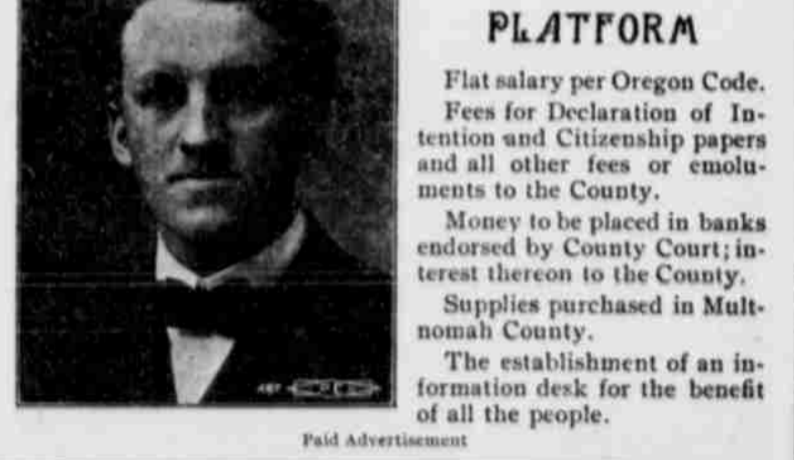 PLATFORM
Flat salary per Oregon Code.
Fees for Declaration of In-
tention and Citizenship papers
and all other fees or emolu-
ments to the County.
Money to be placed in banks
endorsed by County Court; in-
terest thereon to the County.
Supplies purchased in Mult-
nomah County.
The establishment of an in-
formation desk for the benefit
of all the people.
Paid Advertisement